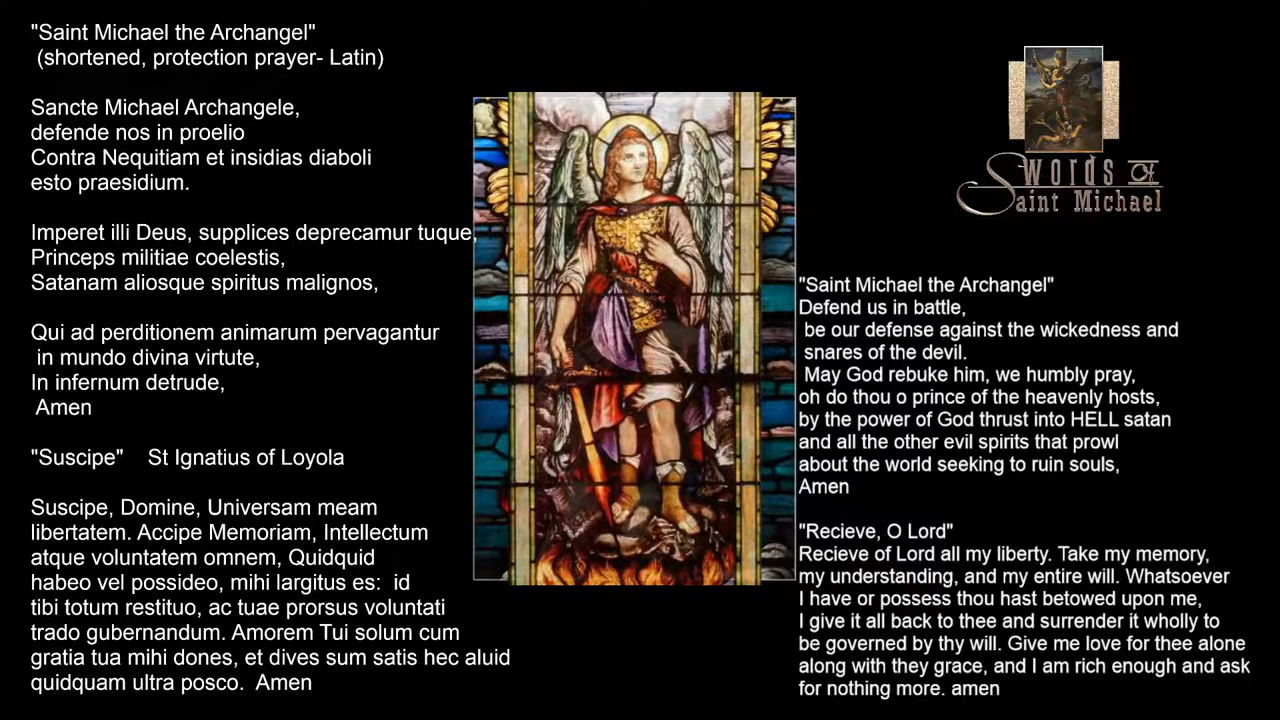 "Saint Michael the Archangel"
(shortened, protection prayer- Latin)
Sancte Michael Archangele,
defende nos in proelio
Contra Nequitiam et insidias diaboli
esto praesidium.
Imperet illi Deus, supplices deprecamur tuque,
Princeps militiae coelestis,
Satanam aliosque spiritus malignos,
Qui ad perditionem animarum pervagantur
in mundo divina virtute,
In infernum detrude,
Amen
"Suscipe" St Ignatius of Loyola
Suscipe, Domine, Universam meam
libertatem. Accipe Memoriam, Intellectum
atque voluntatem omnem, Quidquid
habeo vel possideo, mihi largitus es: id
tibi totum restituo, ac tuae prorsus voluntati
trado gubernandum. Amorem Tui solum cum
gratia tua mihi dones, et dives sum satis hec aluid
quidquam ultra posco. Amen
Swords of
Saint Michael
"Saint Michael the Archangel"
Defend us in battle,
be our defense against the wickedness and
snares of the devil.
May God rebuke him, we humbly pray,
oh do thou o prince of the heavenly hosts,
by the power of God thrust into HELL satan
and all the other evil spirits that prowl
about the world seeking to ruin souls,
Amen
"Recieve, O Lord"
Recieve of Lord all my liberty. Take my memory,
my understanding, and my entire will. Whatsoever
I have or possess thou hast betowed upon me,
I give it all back to thee and surrender it wholly to
be governed by thy will. Give me love for thee alone
along with they grace, and I am rich enough and ask
for nothing more. amen